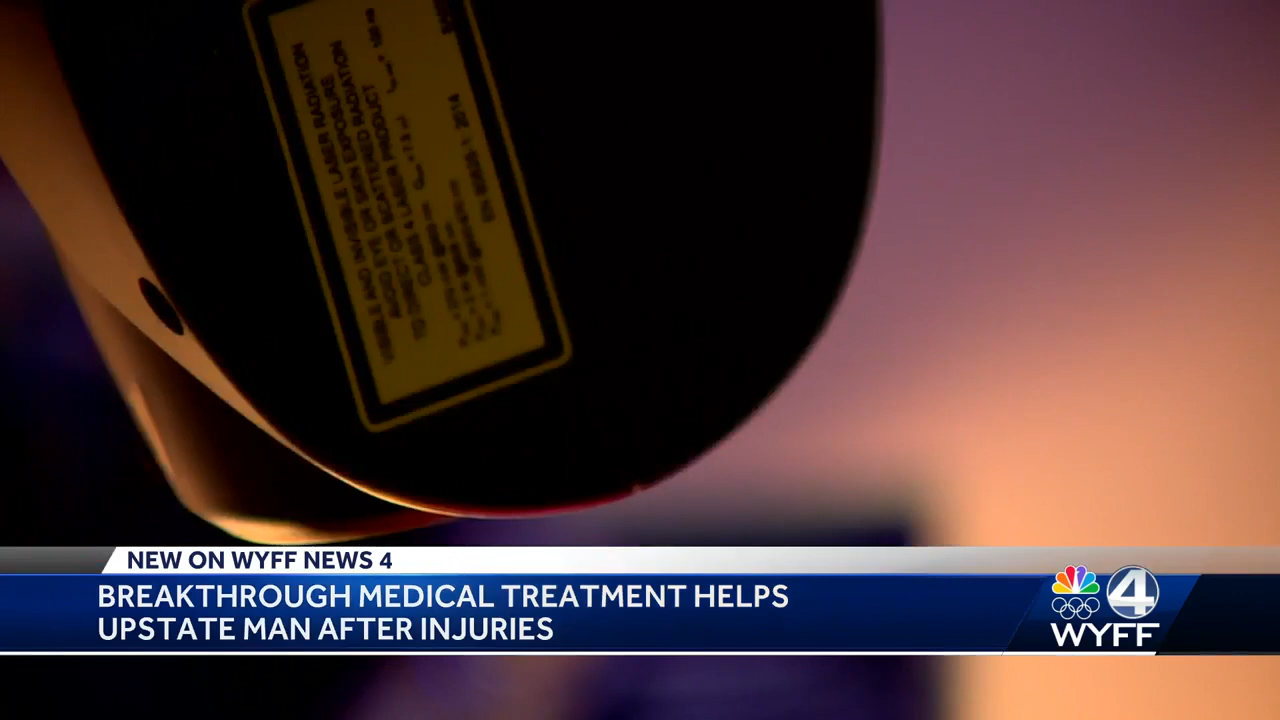 VISIBLE AND INVISIBLE LASER RADIATION
AVOID EYE OR SKIN EXPOSURE
TO DIRECT OR SCATTERED RADIATION
CLASS 4 LASER PRODUCT
2014
NEW ON WYFF NEWS 4
BREAKTHROUGH MEDICAL TREATMENT HELPS
UPSTATE MAN AFTER INJURIES
4
WYFF